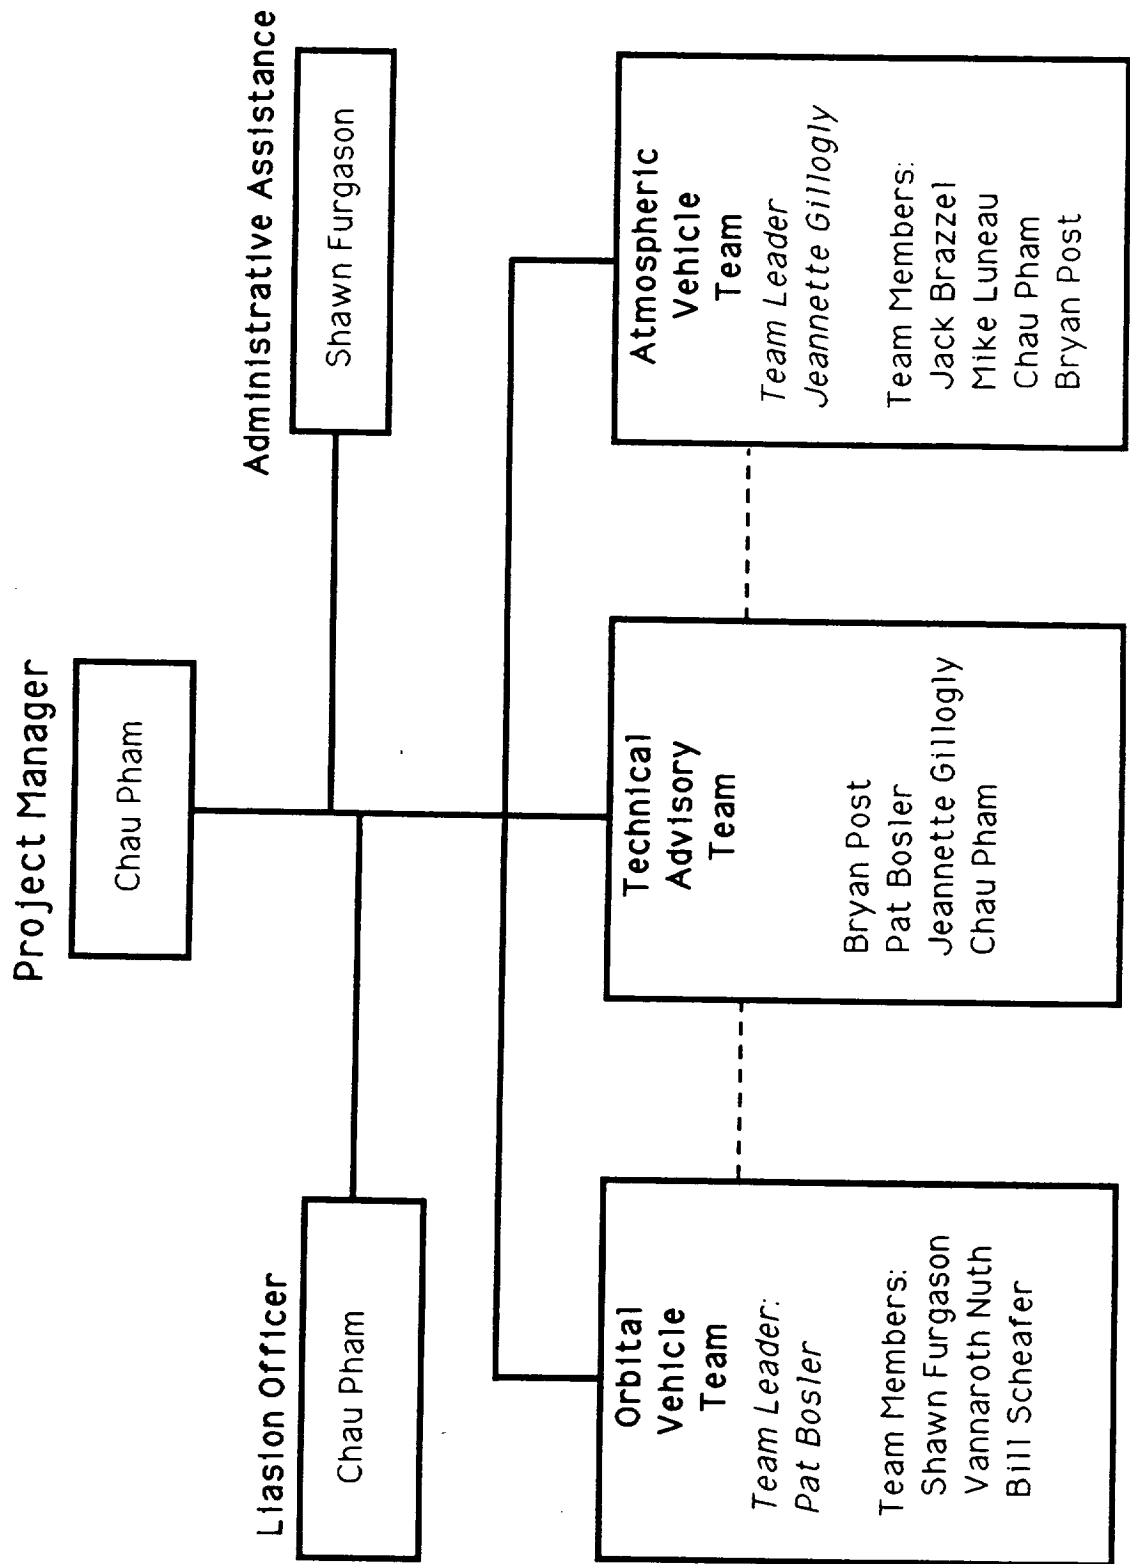 Project Manager
Chau Pham
Liasion Officer
Chau Pham
Administrative Assistance
Shawn Furgason
Orbital
Vehicle
Team
Team Leader:
Pat Bosler
Team Members:
Shawn Furgason
Vannaroth Nuth
Bill Scheafer
Technical
Advisory
Team
Bryan Post
Pat Bosler
Jeannette Gillogly
Chau Pham
Atmospheric
Vehicle
Team
Team Leader
Jeannette Gillogly
Team Members:
Jack Brazzel
Mike Luneau
Chau Pham
Bryan Post